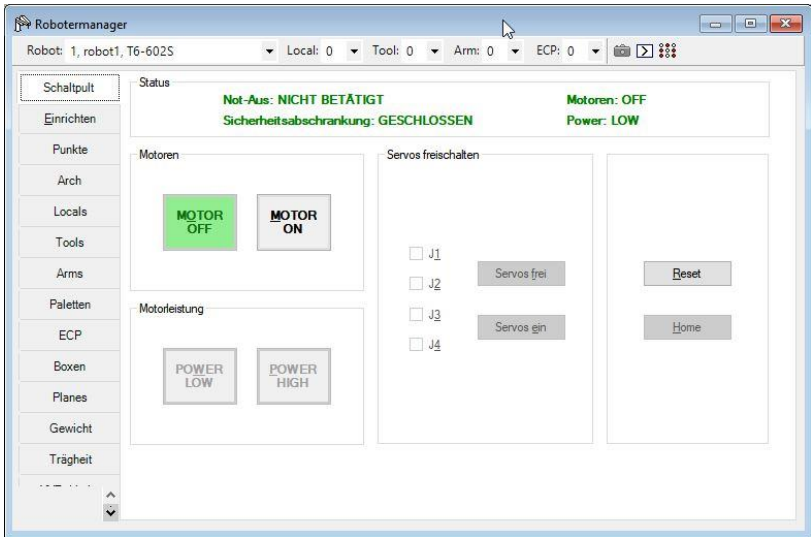 Robotermanager
Robot: 1, robot1, T6-602S Local: 0 Tool: 0 Arm: 0 ECP: 0
Schaltpult
Einrichten
Punkte
Arch
Locals
Tools
Arms
Paletten
ECP
Boxen
Planes
Gewicht
Trägheit
Status
Not-Aus: NICHT BETÄTIGT Motoren: OFF
Sicherheitsabschrankung: GESCHLOSSEN Power: LOW
Motoren
MOTOR OFF
MOTOR ON
Motorleistung
POWER LOW
POWER HIGH
Servos freischalten
J1
J2
J3
J4
Servos frei
Servos ein
Reset
Home